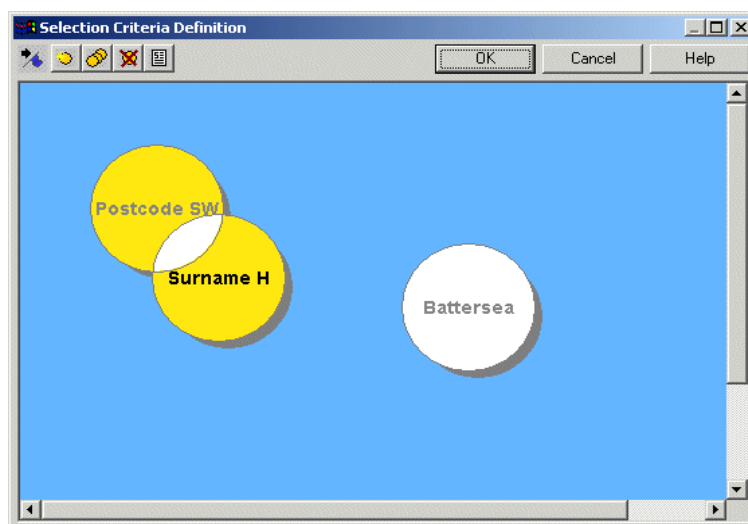 Selection Criteria Definition
OK Cancel Help
Postcode SW
Surname H
Battersea